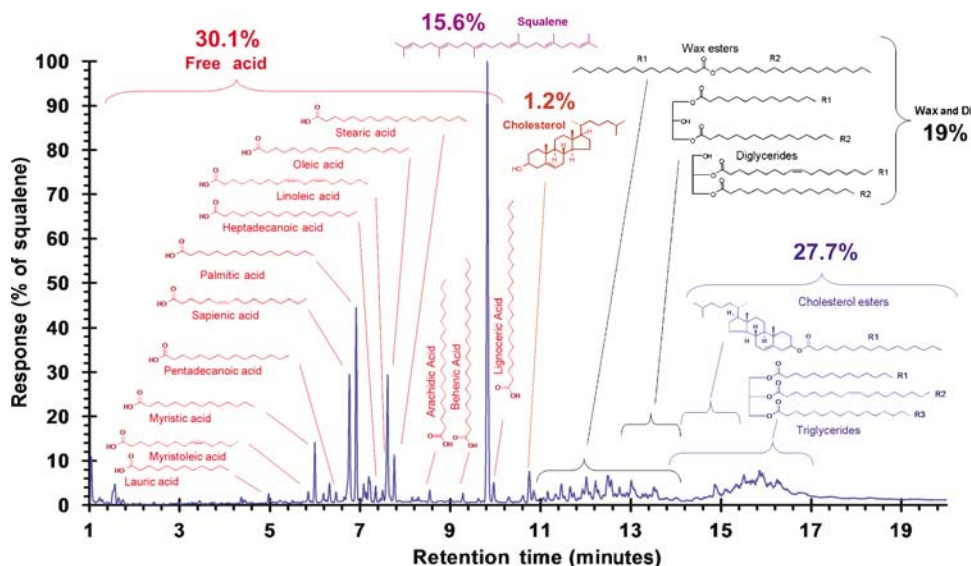 15.6%
Squalene
30.1%
Free acid
Wax esters
R1
R2
O
O
1.2%
Cholesterol
HO
R1
R2
OH
Diglycerides
OH
R1
R2
Wax and Di
19%
27.7%
Cholesterol esters
R1
R1
R2
R3
Triglycerides
Stearic acid
Oleic acid
Linoleic acid
Heptadecanoic acid
Palmitic acid
Sapienic acid
Pentadecanoic acid
Myristic acid
Myristoleic acid
Lauric acid
Arachidic Acid
Behenic Acid
Lignoceric Acid
Response (% of squalene)
100
90
80
70
60
50
40
30
20
10
0
1 3 5 7 9 11 13 15 17 19
Retention time (minutes)